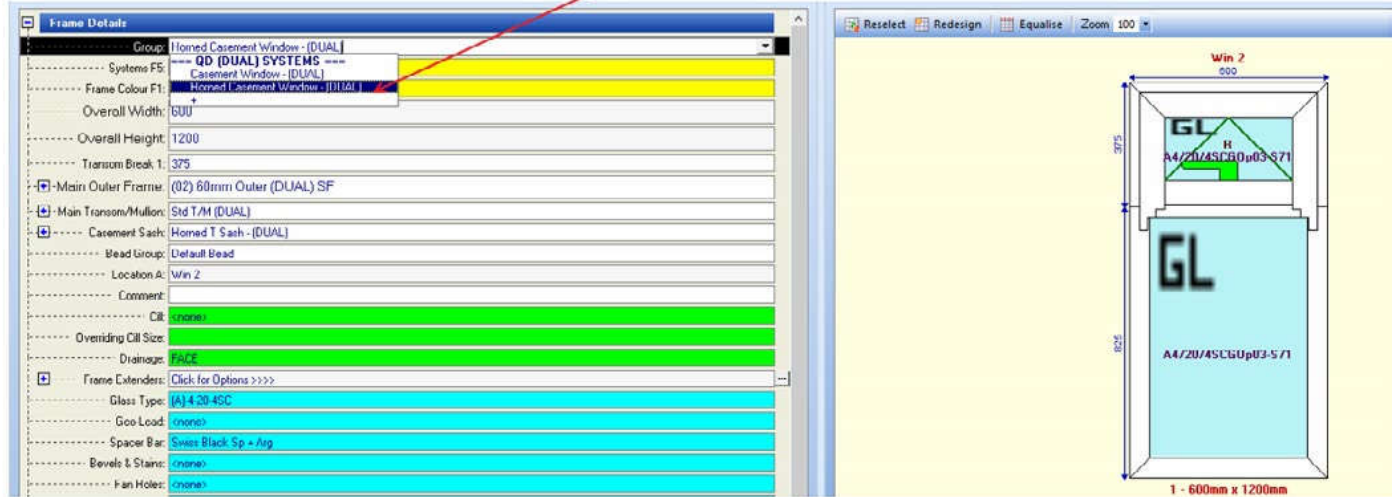 Frame Details
Group: Horned Casement Window - (DUAL)
=== QD (DUAL) SYSTEMS ===
Casement Window - (DUAL)
Horned Casement Window - (DUAL)
+
Systems F5:
Frame Colour F1:
Overall Width: 600
Overall Height: 1200
Transom Break 1: 375
Main Outer Frame: (02) 60mm Outer (DUAL) SF
Main Transom/Mullion: Std T/M (DUAL)
Casement Sash: Horned T Sash - (DUAL)
Bead Group: Default Bead
Location A: Win 2
Comment:
Cill: <none>
Overriding Cill Size:
Drainage: FACE
Frame Extenders: Click for Options >>>> ...
Glass Type: (A) 4-20-4SC
Geo Load: <none>
Spacer Bar: Swiss Black Sp + Arg
Bevels & Stains: <none>
Fan Holes: <none>
Reselect Redesign Equalise Zoom 100
Win 2
600
375
GL
A4/20/4SCGOp03-S71
825
GL
A4/20/4SCGOp03-S71
1 - 600mm x 1200mm